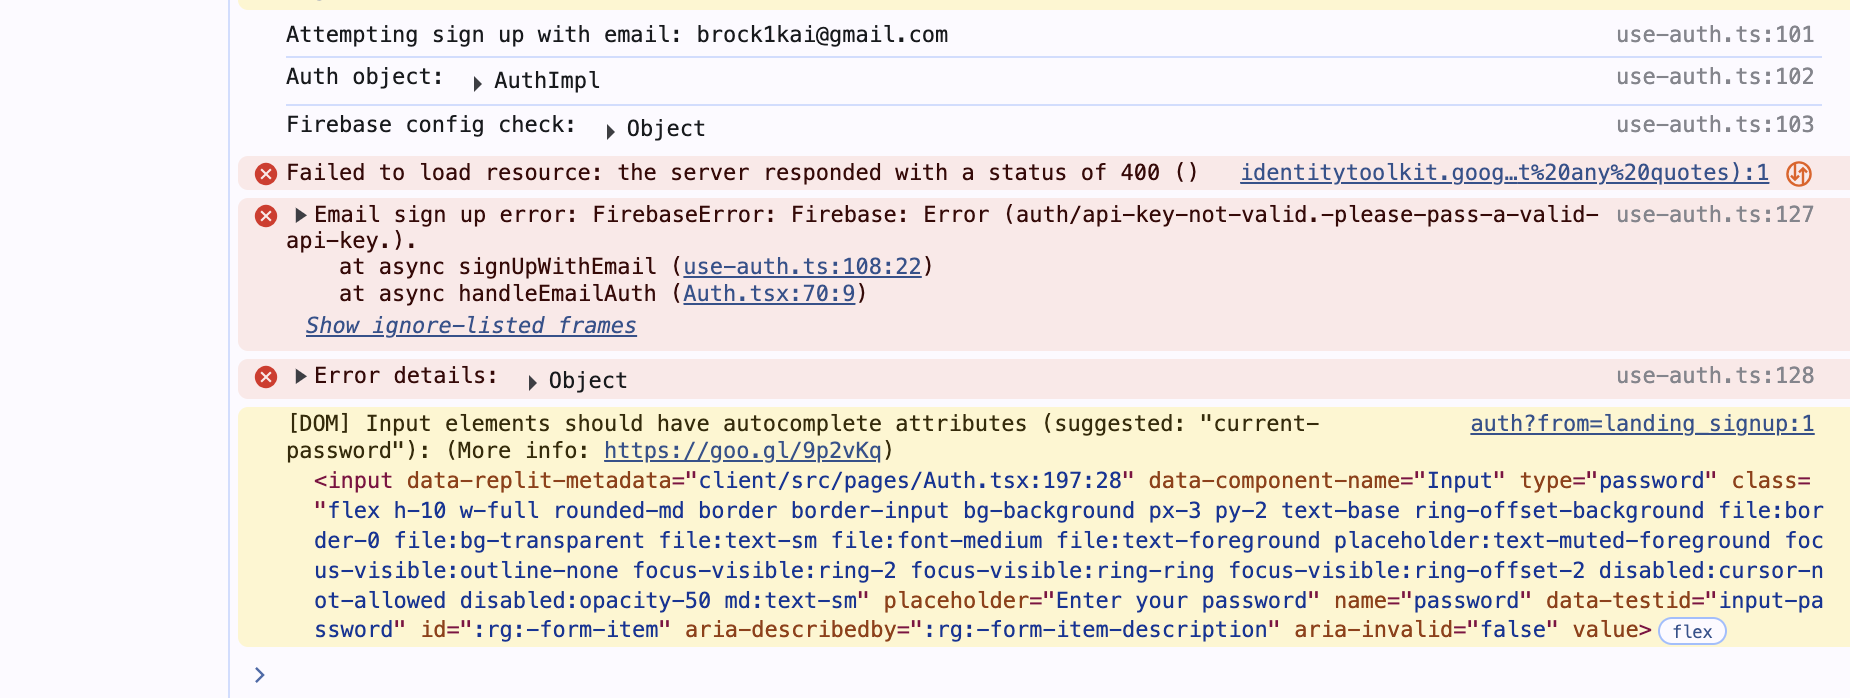 Attempting sign up with email: brock1kai@gmail.com use-auth.ts:101
Auth object: ▶ AuthImpl use-auth.ts:102
Firebase config check: ▶ Object use-auth.ts:103
Failed to load resource: the server responded with a status of 400 () identitytoolkit.goog…t%20any%20quotes):1
▶Email sign up error: FirebaseError: Firebase: Error (auth/api-key-not-valid.-please-pass-a-valid- use-auth.ts:127
api-key.).
at async signUpWithEmail (use-auth.ts:108:22)
at async handleEmailAuth (Auth.tsx:70:9)
Show ignore-listed frames
▶Error details: ▶ Object use-auth.ts:128
[DOM] Input elements should have autocomplete attributes (suggested: "current- auth?from=landing_signup:1
password"): (More info: https://goo.gl/9p2vKq)
<input data-replit-metadata="client/src/pages/Auth.tsx:197:28" data-component-name="Input" type="password" class=
"flex h-10 w-full rounded-md border border-input bg-background px-3 py-2 text-base ring-offset-background file:bor
der-0 file:bg-transparent file:text-sm file:font-medium file:text-foreground placeholder:text-muted-foreground foc
us-visible:outline-none focus-visible:ring-2 focus-visible:ring-ring focus-visible:ring-offset-2 disabled:cursor-n
ot-allowed disabled:opacity-50 md:text-sm" placeholder="Enter your password" name="password" data-testid="input-pa
ssword" id=":rg:-form-item" aria-describedby=":rg:-form-item-description" aria-invalid="false" value> flex
>